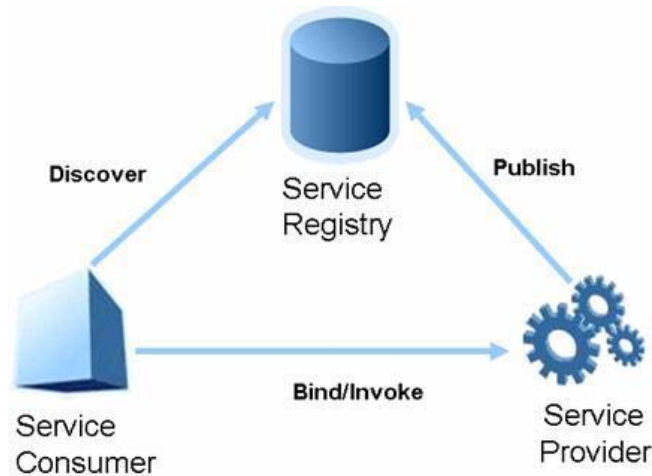 Discover
Publish
Service
Registry
Bind/Invoke
Service
Consumer
Service
Provider